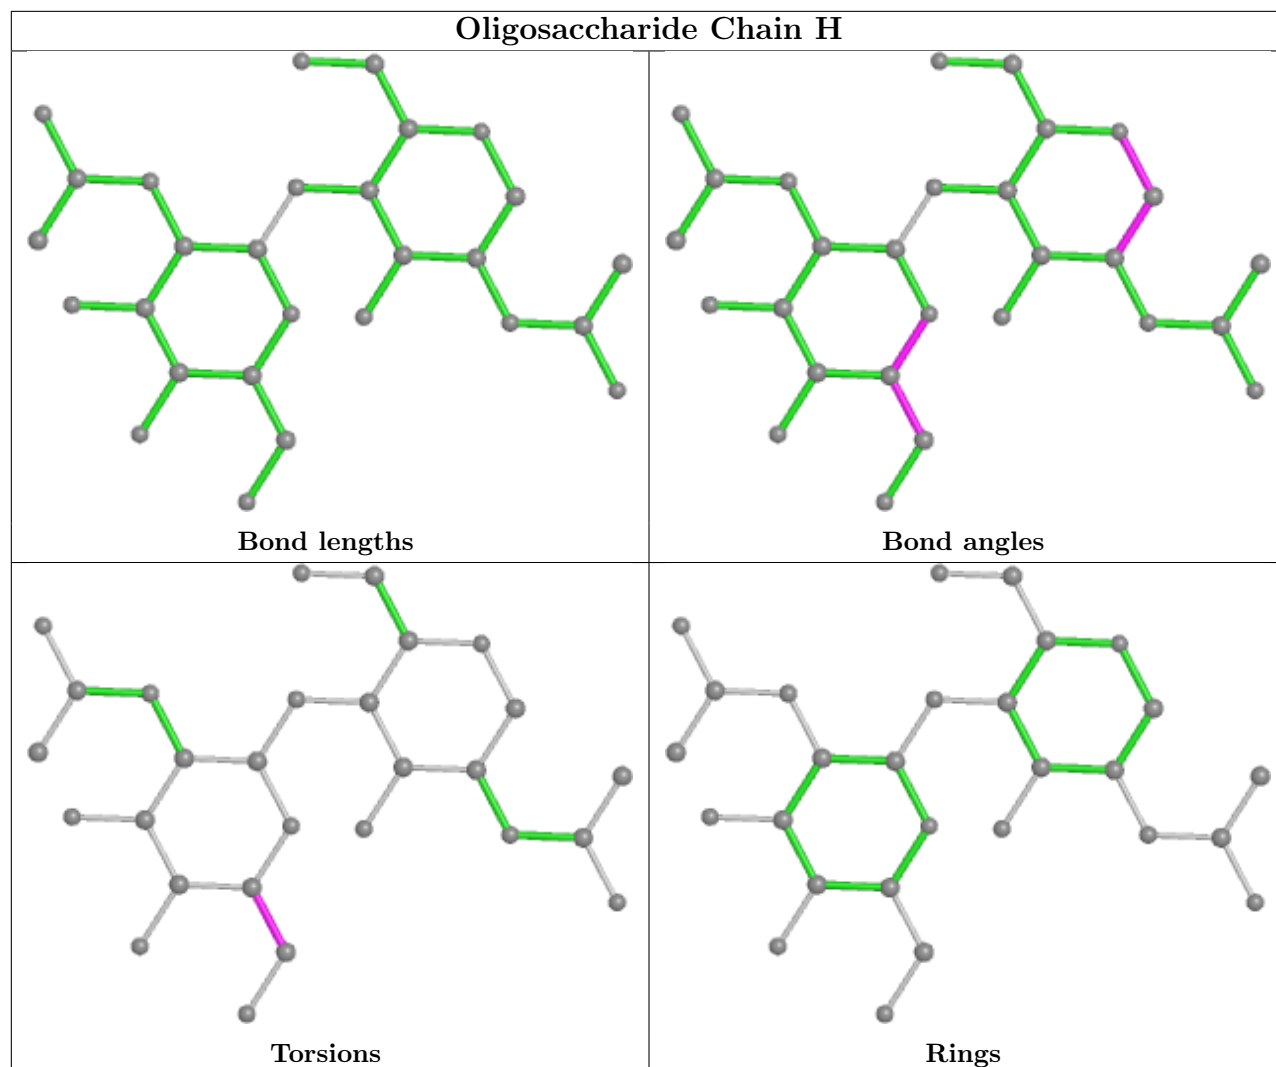 Oligosaccharide Chain H
Bond lengths
Bond angles
Torsions
Rings